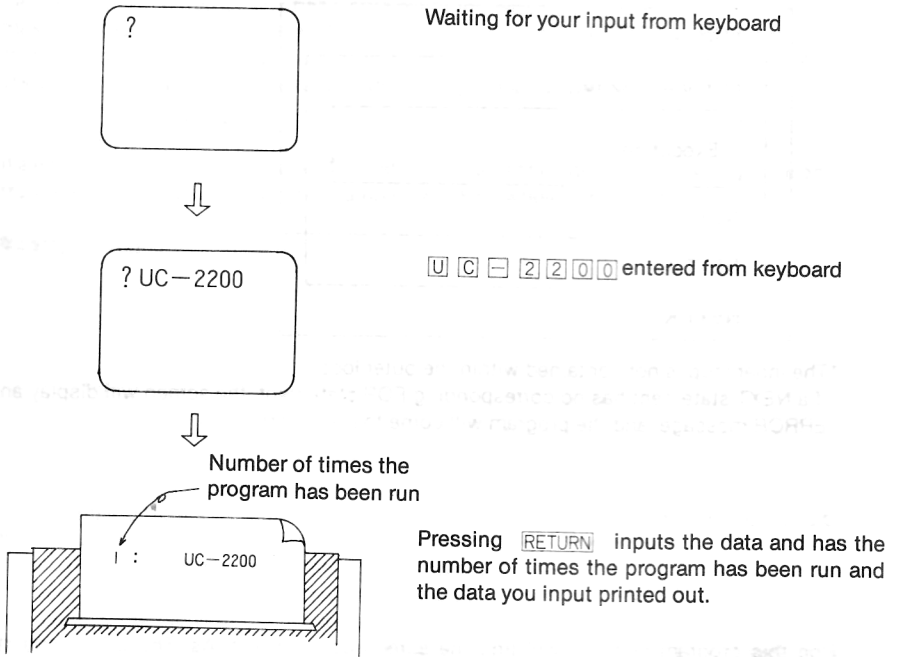 ?
Waiting for your input from keyboard
? UC—2200
U C — 2 2 0 0 entered from keyboard
Number of times the
program has been run
1 : UC—2200
Pressing RETURN inputs the data and has the
number of times the program has been run and
the data you input printed out.